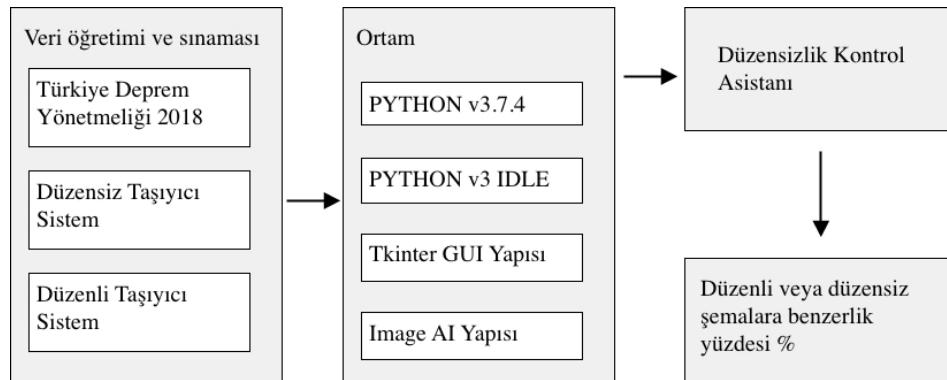 Veri öğretimi ve sınaması
Türkiye Deprem
Yönetmeliği 2018
Düzensiz Taşıyıcı
Sistem
Düzenli Taşıyıcı
Sistem
Ortam
PYTHON v3.7.4
PYTHON v3 IDLE
Tkinter GUI Yapısı
Image AI Yapısı
Düzensizlik Kontrol
Asistanı
Düzenli veya düzensiz
şemalara benzerlik
yüzdesi %